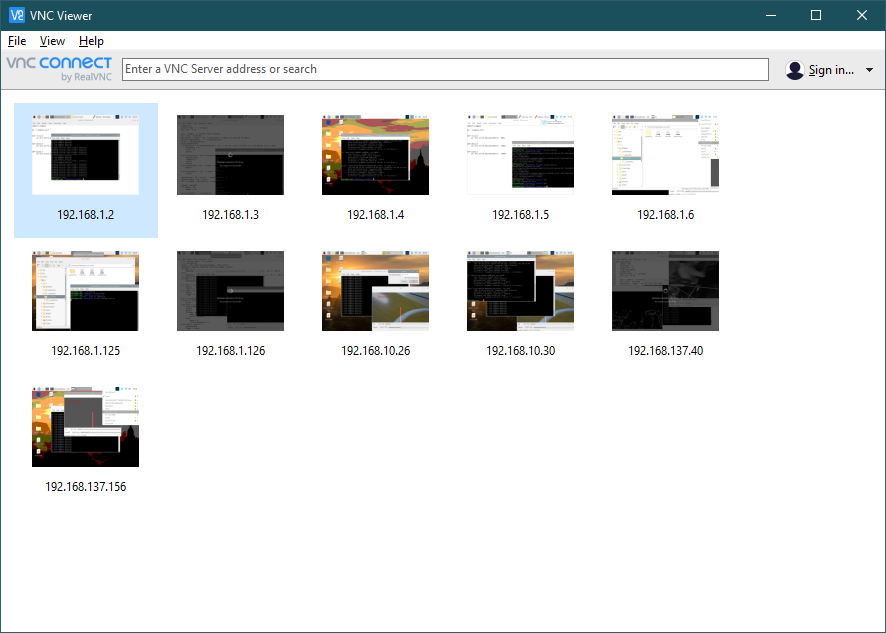 VNC Viewer
File View Help
vnc connect
by RealVNC
Enter a VNC Server address or search
Sign in...
192.168.1.2
192.168.1.3
192.168.1.4
192.168.1.5
192.168.1.6
192.168.1.125
192.168.1.126
192.168.10.26
192.168.10.30
192.168.137.40
192.168.137.156